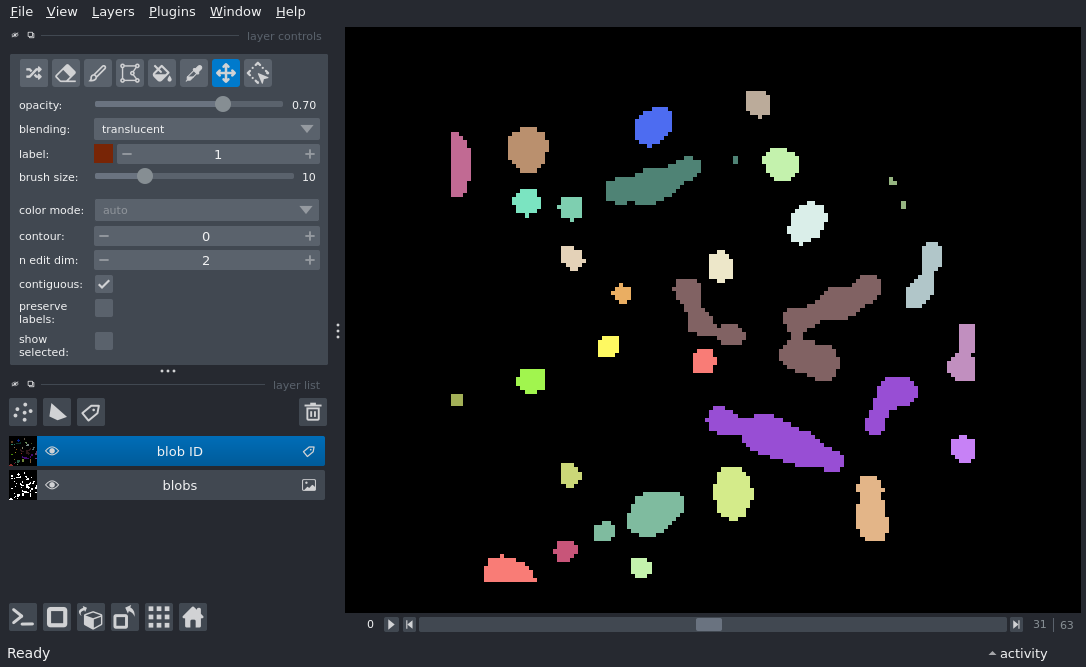 File View Layers Plugins Window Help
layer controls
opacity: 0.70
blending: translucent
label: 1
brush size: 10
color mode: auto
contour: 0
n edit dim: 2
contiguous:
preserve
labels:
show
selected:
layer list
blob ID
blobs
0 31 63
Ready activity